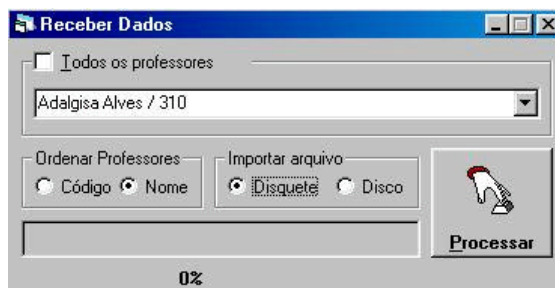 Receber Dados
Todos os professores
Adalgisa Alves / 310
Ordenar Professores
Código Nome
Importar arquivo
Disquete Disco
Processar
0%